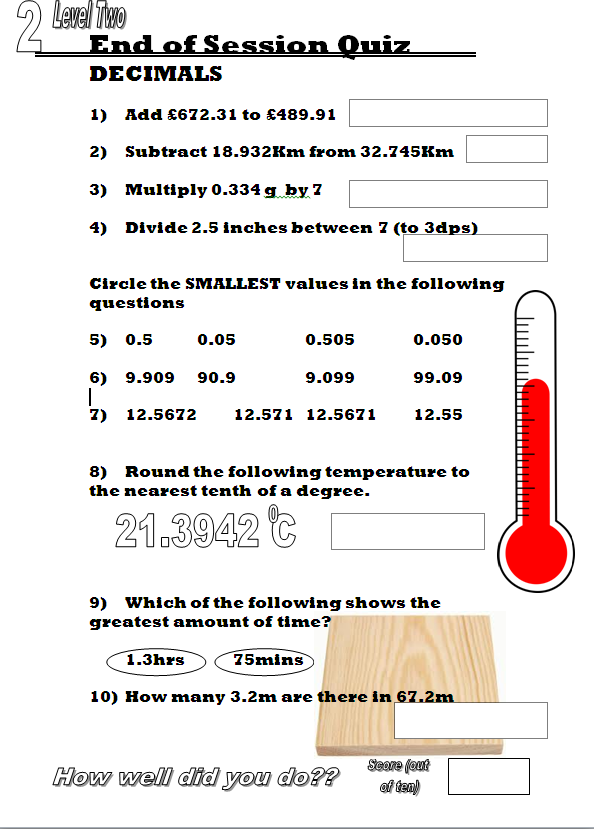 2 Level Two
End of Session Quiz
DECIMALS
1) Add £672.31 to £489.91
2) Subtract 18.932Km from 32.745Km
3) Multiply 0.334 g by 7
4) Divide 2.5 inches between 7 (to 3dps)
Circle the SMALLEST values in the following
questions
5) 0.5 0.05 0.505 0.050
6) 9.909 90.9 9.099 99.09
7) 12.5672 12.571 12.5671 12.55
8) Round the following temperature to
the nearest tenth of a degree.
21.3942 ⁰C
9) Which of the following shows the
greatest amount of time?
1.3hrs 75mins
10) How many 3.2m are there in 67.2m
How well did you do??
Score (out
of ten)